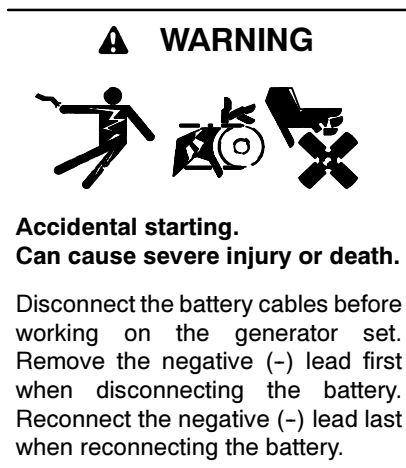 WARNING
Accidental starting.
Can cause severe injury or death.
Disconnect the battery cables before
working on the generator set.
Remove the negative (–) lead first
when disconnecting the battery.
Reconnect the negative (–) lead last
when reconnecting the battery.